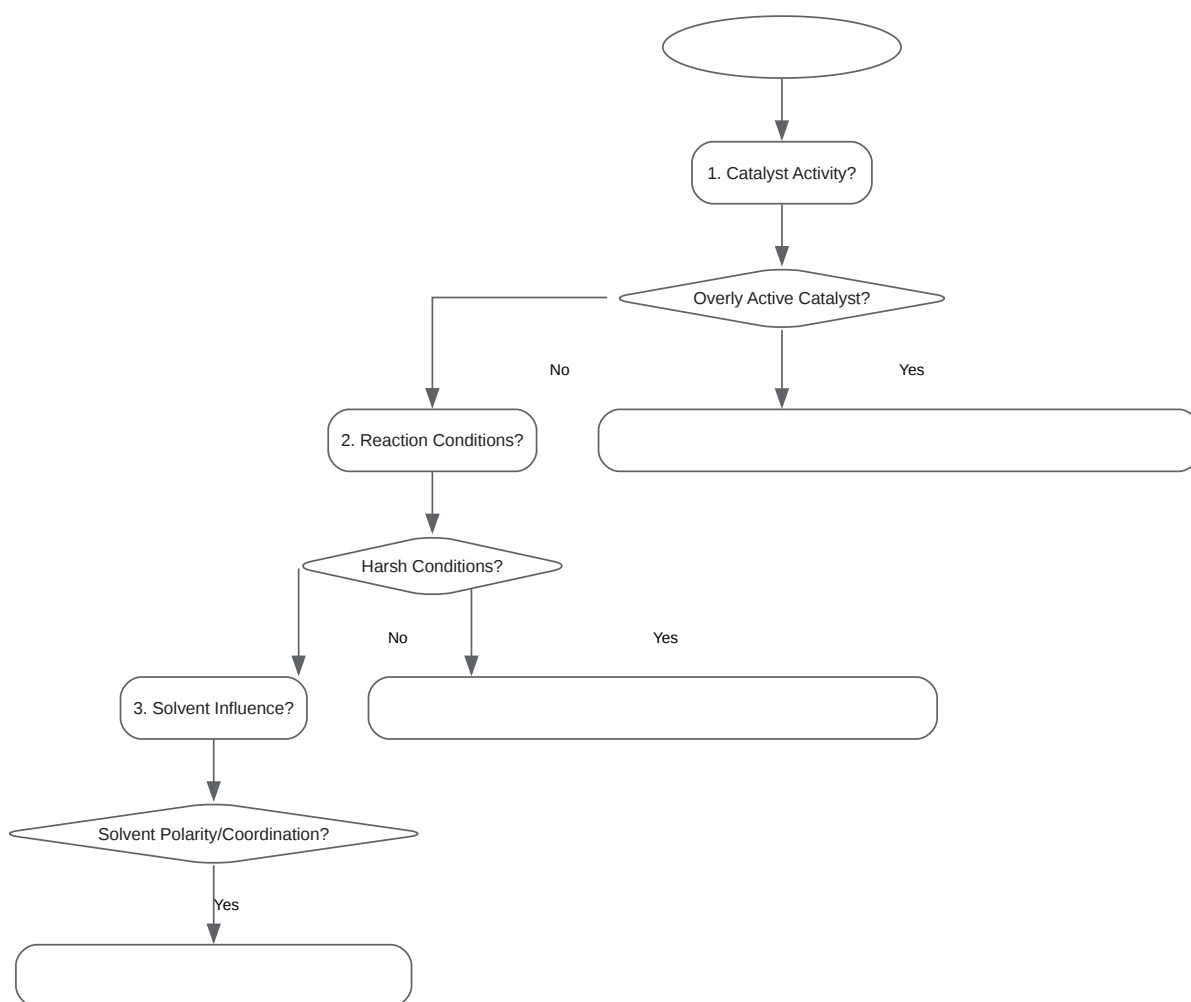 1. Catalyst Activity?
Overly Active Catalyst?
No
Yes
2. Reaction Conditions?
Harsh Conditions?
No
Yes
3. Solvent Influence?
Solvent Polarity/Coordination?
Yes